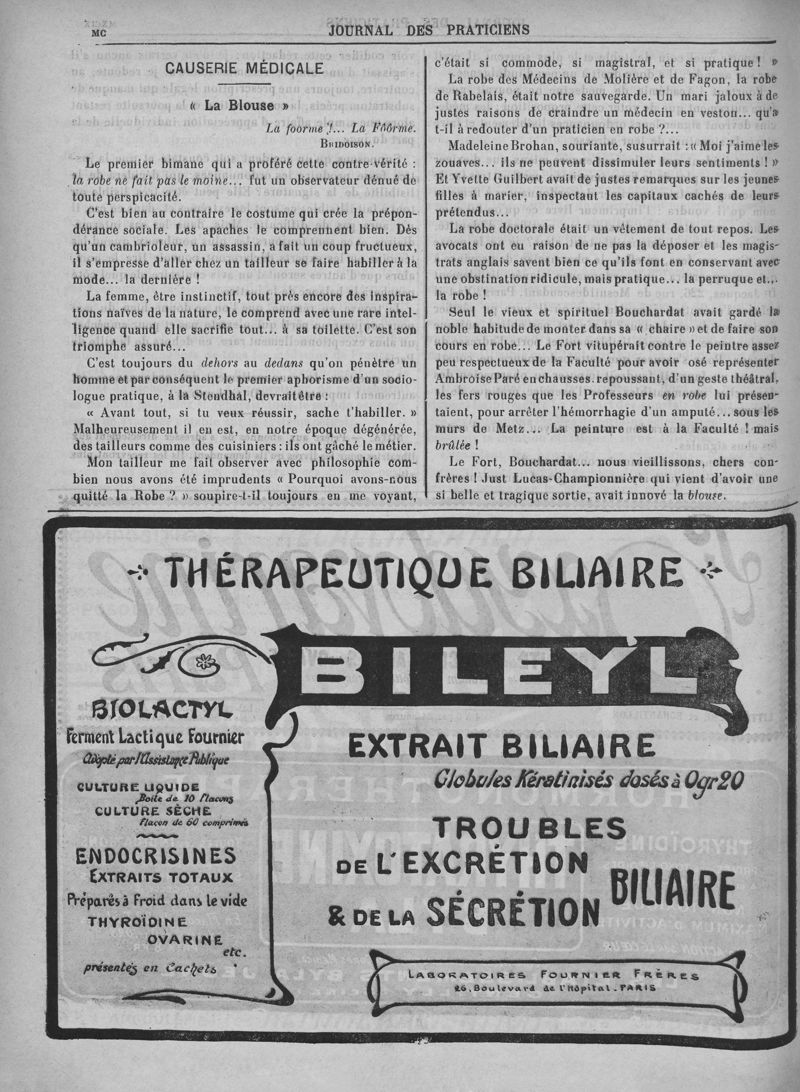 MC
JOURNAL DES PRATICIENS
CAUSERIE MÉDICALE
« La Blouse »
La foorme !... La Fôôrme.
BRIDOISON.
Le premier bimane qui a proféré cette contre-vérité :
la robe ne fait pas le moine... fut un observateur dénué de
toute perspicacité.
C'est bien au contraire le costume qui crée la prépon-
dérance sociale. Les apaches le comprennent bien. Dès
qu'un cambrioleur, un assassin, a fait un coup fructueux,
il s'empresse d'aller chez un tailleur se faire habiller à la
mode... la dernière !
La femme, être instinctif, tout près encore des inspira-
tions naïves de la nature, le comprend avec une rare intel-
ligence quand elle sacrifie tout... à sa toilette. C'est son
triomphe assuré...
C'est toujours du dehors au dedans qu'on pénètre un
homme et par conséquent le premier aphorisme d'un socio-
logue pratique, à la Stendhal, devrait être :
« Avant tout, si tu veux réussir, sache t'habiller. »
Malheureusement il en est, en notre époque dégénérée,
des tailleurs comme des cuisiniers : ils ont gâché le métier.
Mon tailleur me fait observer avec philosophie com-
bien nous avons été imprudents « Pourquoi avons-nous
quitté la Robe ? » soupire-t-il toujours en me voyant,
c'était si commode, si magistral, et si pratique ! »
La robe des Médecins de Molière et de Fagon, la robe
de Rabelais, était notre sauvegarde. Un mari jaloux à de
justes raisons de craindre un médecin en veston... qu'a
t-il à redouter d'un praticien en robe ?...
Madeleine Brohan, souriante, susurrait : « Moi j'aime les
zouaves... ils ne peuvent dissimuler leurs sentiments ! »
Et Yvette Guilbert avait de justes remarques sur les jeunes
filles à marier, inspectant les capitaux cachés de leurs
prétendus...
La robe doctorale était un vêtement de tout repos. Les
avocats ont eu raison de ne pas la déposer et les magis-
trats anglais savent bien ce qu'ils font en conservant avec
une obstination ridicule, mais pratique... la perruque et...
la robe !
Seul le vieux et spirituel Bouchardat avait gardé la
noble habitude de monter dans sa « chaire » et de faire son
cours en robe... Le Fort vitupérait contre le peintre assez
peu respectueux de la Faculté pour avoir osé représenter
Ambroise Paré en chausses, repoussant, d'un geste théâtral,
les fers rouges que les Professeurs en robe lui présen-
taient, pour arrêter l'hémorrhagie d'un amputé... sous les
murs de Metz... La peinture est à la Faculté ! mais
brûlée !
Le Fort, Bouchardat... nous vieillissons, chers con-
frères ! Just Lucas-Championnière qui vient d'avoir une
si belle et tragique sortie, avait innové la blouse.
THÉRAPEUTIQUE BILIAIRE
BILEYL
BIOLACTYL
Ferment Lactique Fournier
Adopté par l'Assistance Publique
CULTURE LIQUIDE
Boite de 10 flacons
CULTURE SÈCHE
flacon de 60 comprimés
ENDOCRISINES
EXTRAITS TOTAUX
Préparés à Froid dans le vide
THYROÏDINE
OVARINE
etc.
présentés en Cachets
EXTRAIT BILIAIRE
Globules Kératinisés dosés à 0gr20
TROUBLES
DE L'EXCRÉTION
& DE LA SÉCRÉTION
BILIAIRE
LABORATOIRES FOURNIER FRÈRES
26, Boulevard de l'Hôpital. PARIS